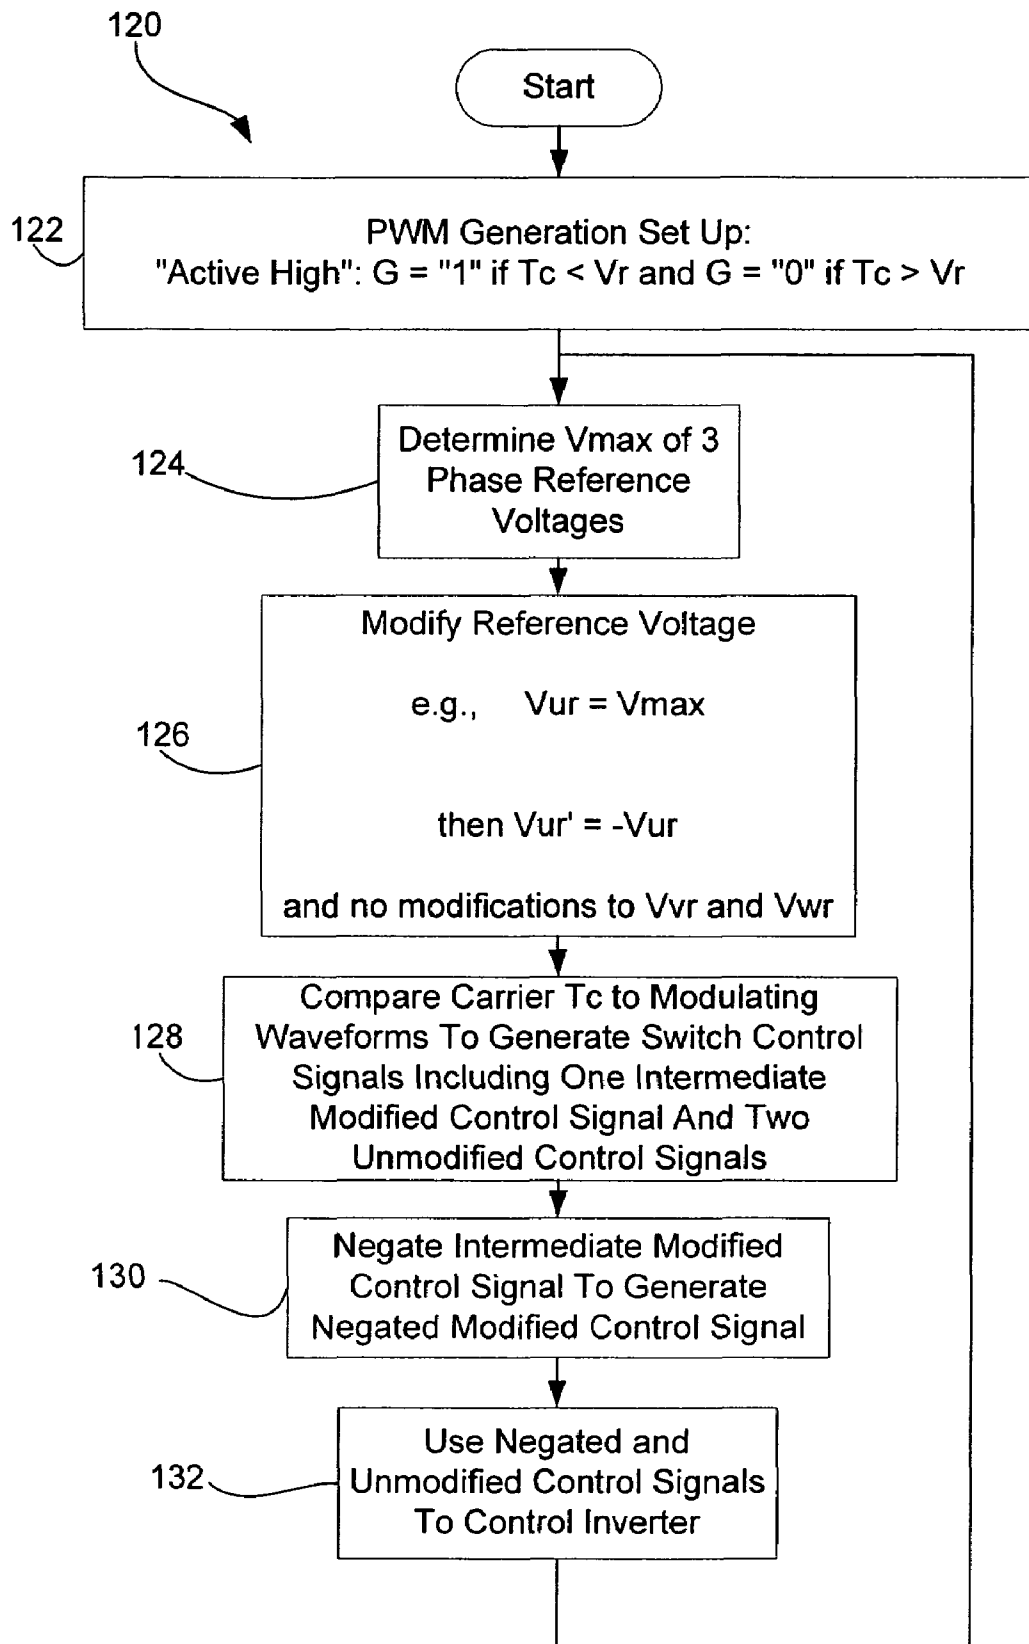 120
Start
122
PWM Generation Set Up:
"Active High": G = "1" if Tc < Vr and G = "0" if Tc > Vr
124
Determine Vmax of 3
Phase Reference
Voltages
126
Modify Reference Voltage
e.g., Vur = Vmax
then Vur' = -Vur
and no modifications to Vvr and Vwr
128
Compare Carrier Tc to Modulating
Waveforms To Generate Switch Control
Signals Including One Intermediate
Modified Control Signal And Two
Unmodified Control Signals
130
Negate Intermediate Modified
Control Signal To Generate
Negated Modified Control Signal
132
Use Negated and
Unmodified Control Signals
To Control Inverter